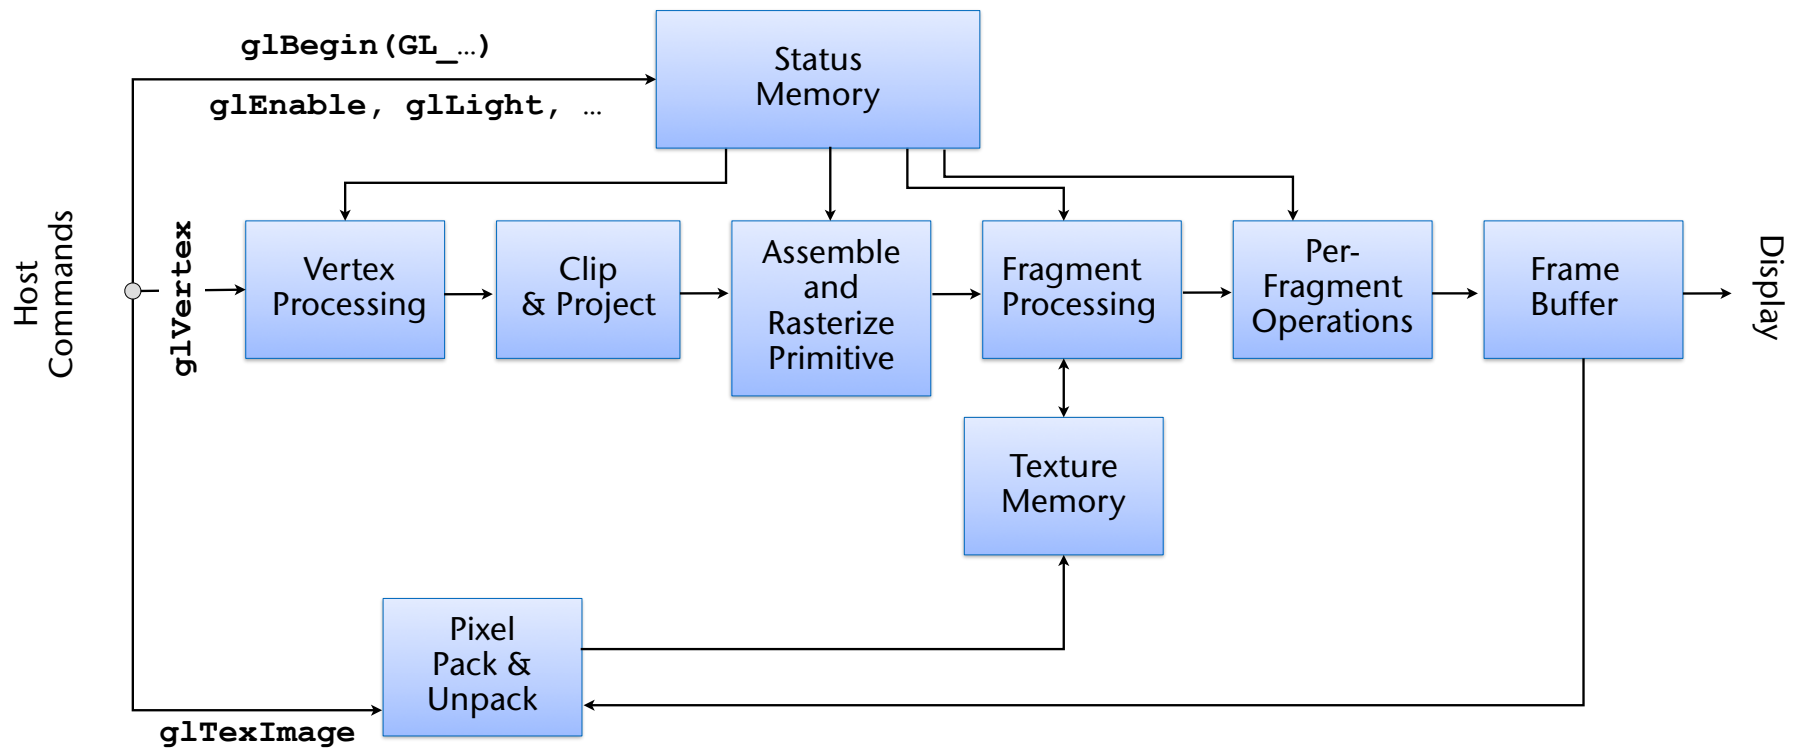 glBegin(GL_…)
glEnable, glLight, …
Status
Memory
Host
Commands
glVertex
Vertex
Processing
Clip
& Project
Assemble
and
Rasterize
Primitive
Fragment
Processing
Per-
Fragment
Operations
Frame
Buffer
Display
Texture
Memory
Pixel
Pack &
Unpack
glTexImage